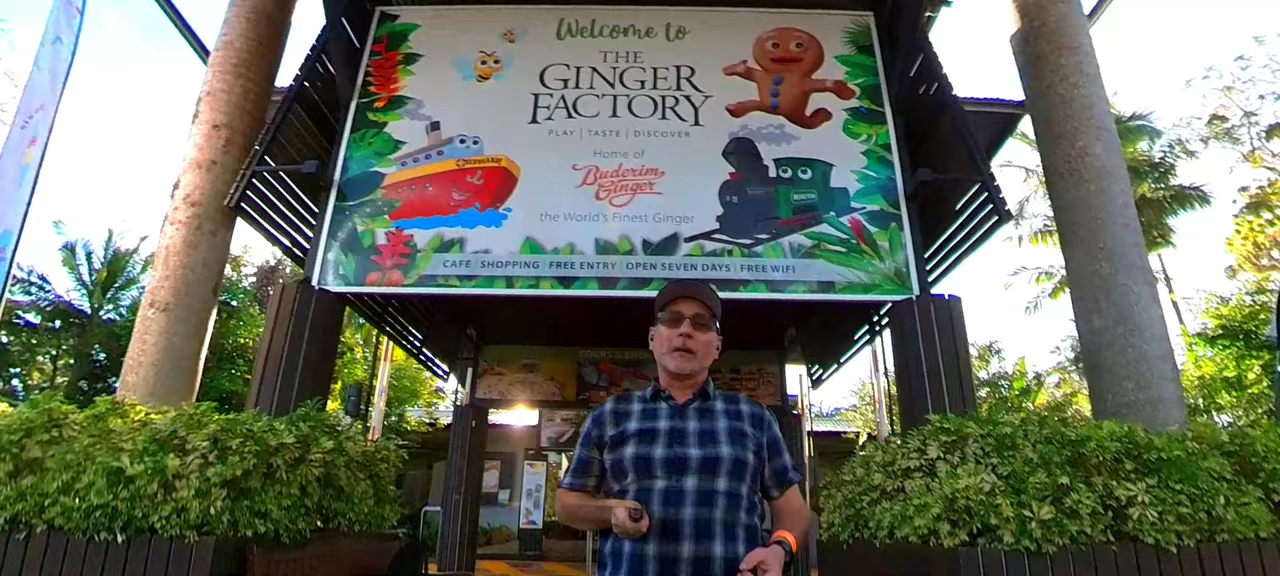 Welcome to
THE
GINGER
FACTORY
PLAY | TASTE | DISCOVER
Home of
Buderim
Ginger
the World's Finest Ginger
CAFE | SHOPPING | FREE ENTRY | OPEN SEVEN DAYS | FREE WIFI